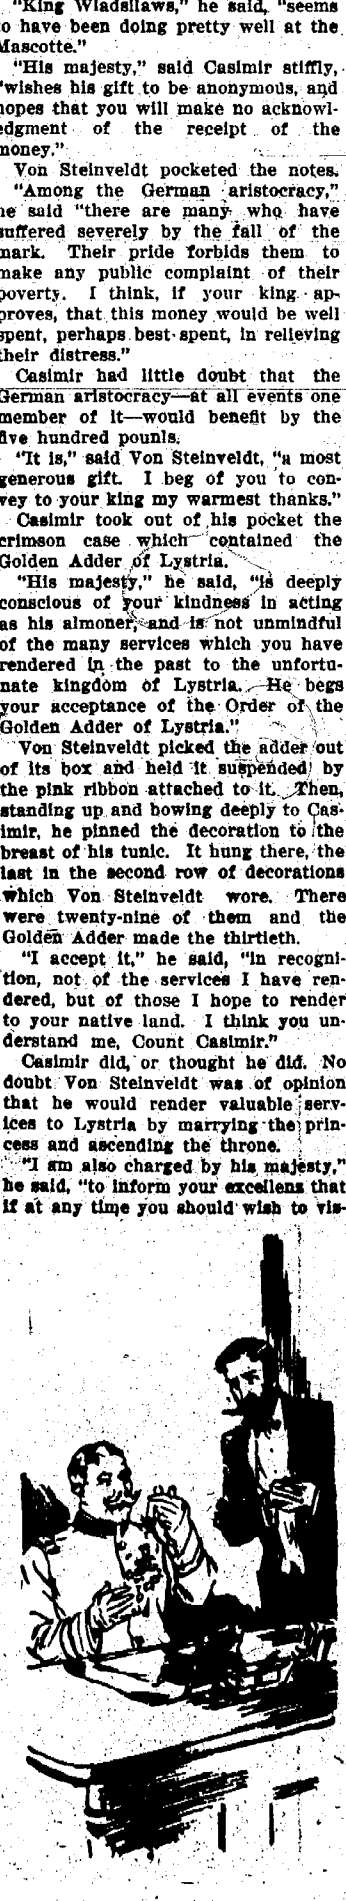 "King Wladsilaws," he said, "seems
to have been doing pretty well at the
Mascotte."
"His majesty," said Casimir stiffly,
"wishes his gift to be anonymous, and
hopes that you will make no acknowl-
edgment of the receipt of the
money."
Von Steinveldt pocketed the notes.
"Among the German aristocracy,"
he said "there are many who have
suffered severely by the fall of the
mark. Their pride forbids them to
make any public complaint of their
poverty. I think, if your king ap-
proves, that this money would be well
spent, perhaps best spent, in relieving
their distress."
Casimir had little doubt that the
German aristocracy—at all events one
member of it—would benefit by the
five hundred pounls.
"It is," said Von Steinveldt, "a most
generous gift. I beg of you to con-
vey to your king my warmest thanks."
Casimir took out of his pocket the
crimson case which contained the
Golden Adder of Lystria.
"His majesty," he said, "is deeply
conscious of your kindness in acting
as his almoner, and is not unmindful
of the many services which you have
rendered in the past to the unfortu-
nate kingdom of Lystria. He begs
your acceptance of the Order of the
Golden Adder of Lystria."
Von Steinveldt picked the adder out
of its box and held it suspended by
the pink ribbon attached to it. Then,
standing up and bowing deeply to Cas-
imir, he pinned the decoration to the
breast of his tunic. It hung there, the
last in the second row of decorations
which Von Steinveldt wore. There
were twenty-nine of them and the
Golden Adder made the thirtieth.
"I accept it," he said, "in recogni-
tion, not of the services I have ren-
dered, but of those I hope to render
to your native land. I think you un-
derstand me, Count Casimir."
Casimir did, or thought he did. No
doubt Von Steinveldt was of opinion
that he would render valuable serv-
ices to Lystria by marrying the prin-
cess and ascending the throne.
"I am also charged by his majesty,"
he said, "to inform your excellens that
if at any time you should wish to vis-